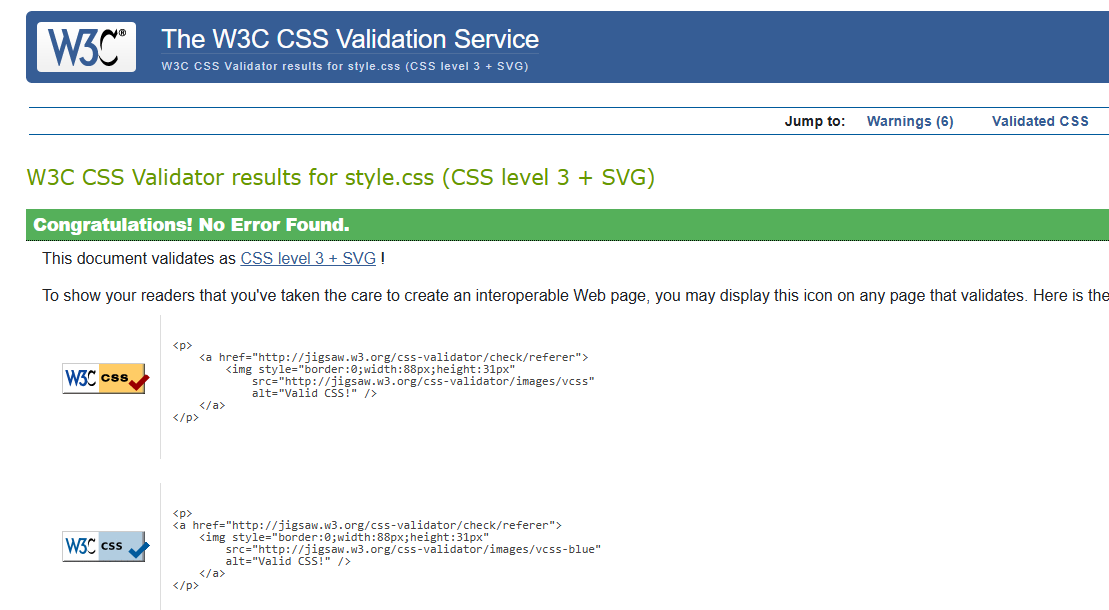 W3C®
The W3C CSS Validation Service
W3C CSS Validator results for style.css (CSS level 3 + SVG)
Jump to: Warnings (6) Validated CSS
W3C CSS Validator results for style.css (CSS level 3 + SVG)
Congratulations! No Error Found.
This document validates as CSS level 3 + SVG !
To show your readers that you've taken the care to create an interoperable Web page, you may display this icon on any page that validates. Here is the
W3C css
<p>
    <a href="http://jigsaw.w3.org/css-validator/check/referer">
        <img style="border:0;width:88px;height:31px"
            src="http://jigsaw.w3.org/css-validator/images/vcss"
            alt="Valid CSS!" />
    </a>
</p>
W3C css
<p>
<a href="http://jigsaw.w3.org/css-validator/check/referer">
    <img style="border:0;width:88px;height:31px"
        src="http://jigsaw.w3.org/css-validator/images/vcss-blue"
        alt="Valid CSS!" />
    </a>
</p>